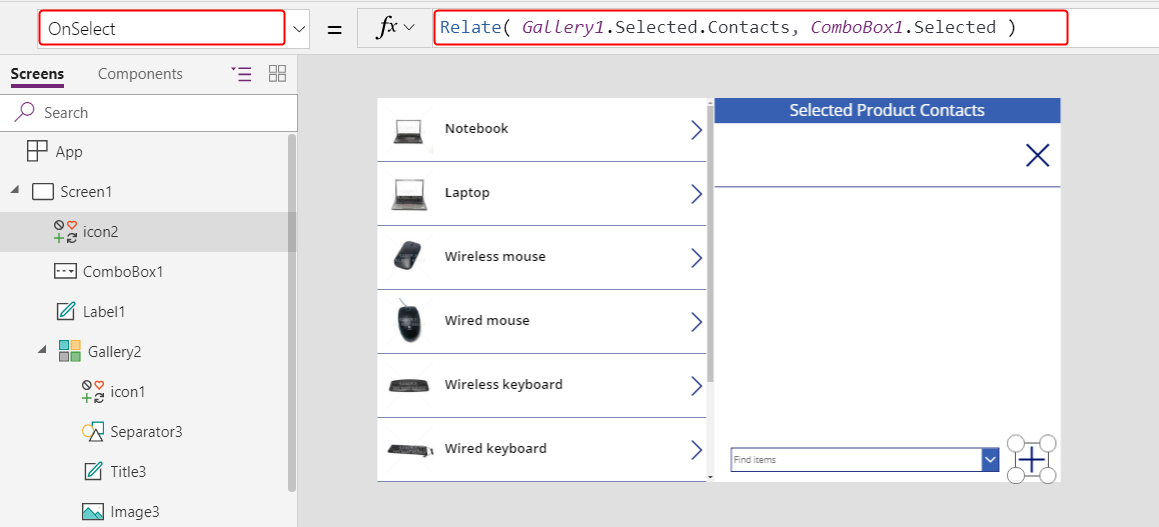 OnSelect
=
fx
Relate( Gallery1.Selected.Contacts, ComboBox1.Selected )
Screens
Components
Search
App
Screen1
icon2
ComboBox1
Label1
Gallery2
icon1
Separator3
Title3
Image3
Notebook
Laptop
Wireless mouse
Wired mouse
Wireless keyboard
Wired keyboard
Selected Product Contacts
Find items